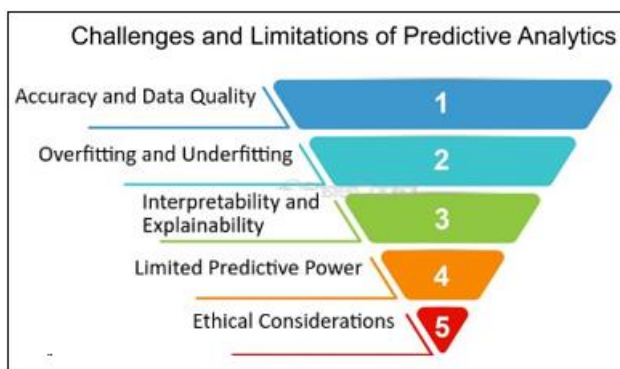 Challenges and Limitations of Predictive Analytics
Accuracy and Data Quality
1
Overfitting and Underfitting
2
Interpretability and
Explainability
3
Limited Predictive Power
4
Ethical Considerations
5